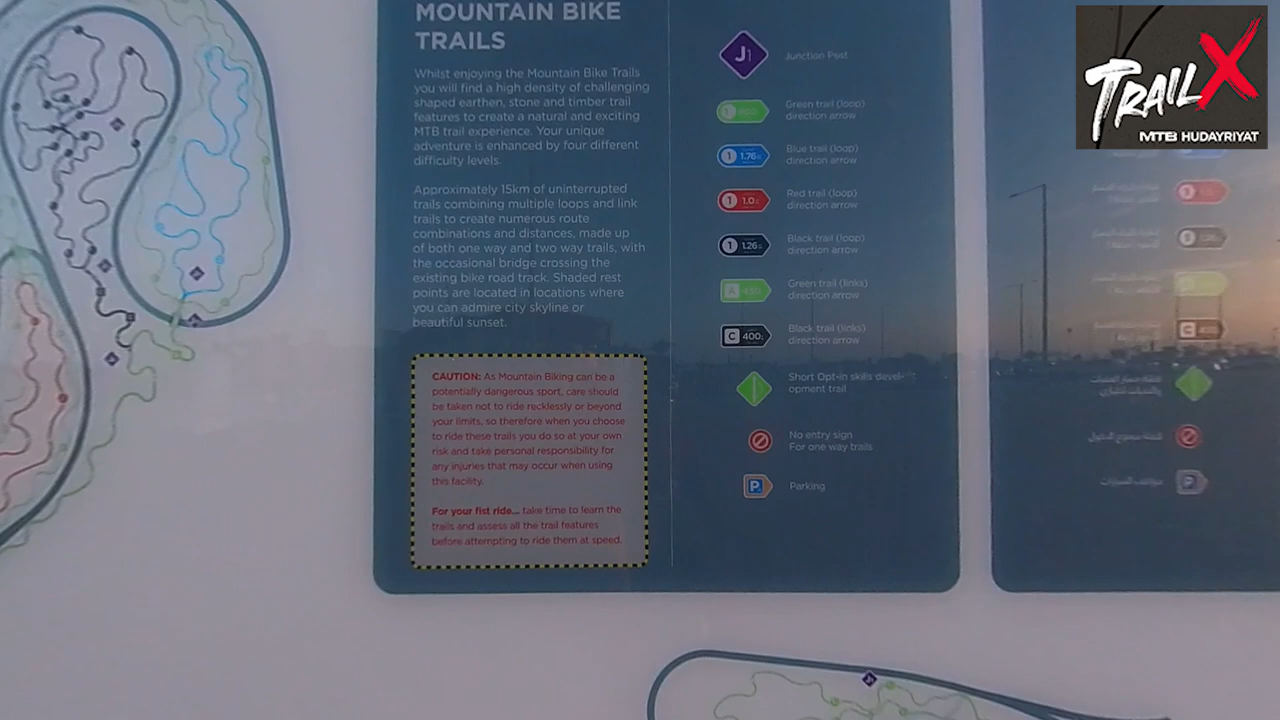 MOUNTAIN BIKE
TRAILS
Whilst enjoying the Mountain Bike Trails
you will find a high density of challenging
shaped earthen, stone and timber trail
features to create a natural and exciting
MTB trail experience. Your unique
adventure is enhanced by four different
difficulty levels.
Approximately 15km of uninterrupted
trails combining multiple loops and link
trails to create numerous route
combinations and distances, made up
of both one way and two way trails, with
the occasional bridge crossing the
existing bike road track. Shaded rest
points are located in locations where
you can admire city skyline or
beautiful sunset.
CAUTION: As Mountain Biking can be a
potentially dangerous sport, care should
be taken not to ride recklessly or beyond
your limits, so therefore when you choose
to ride these trails you do so at your own
risk and take personal responsibility for
any injuries that may occur when using
this facility.
For your fist ride... take time to learn the
trails and assess all the trail features
before attempting to ride them at speed.
J1 Junction Post
Green trail (loop)
direction arrow
1 1.76
Blue trail (loop)
direction arrow
1 1.0
Red trail (loop)
direction arrow
1 1.26
Black trail (loop)
direction arrow
A 450
Green trail (links)
direction arrow
C 400
Black trail (links)
direction arrow
Short Opt-in skills devel-
opment trail
No entry sign
For one way trails
P Parking
TRAILX
MTB HUDAYRIYAT